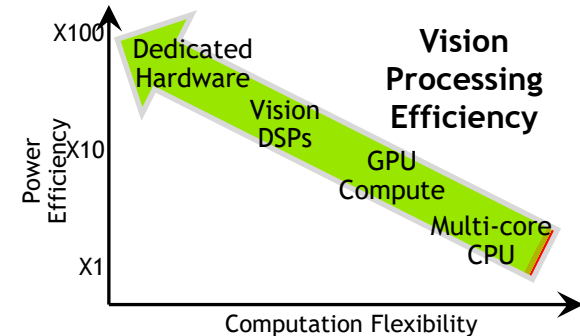 Vision
Processing
Efficiency
X100
Dedicated
Hardware
Vision
DSPs
GPU
Compute
Multi-core
CPU
Power
Efficiency
X10
X1
Computation Flexibility